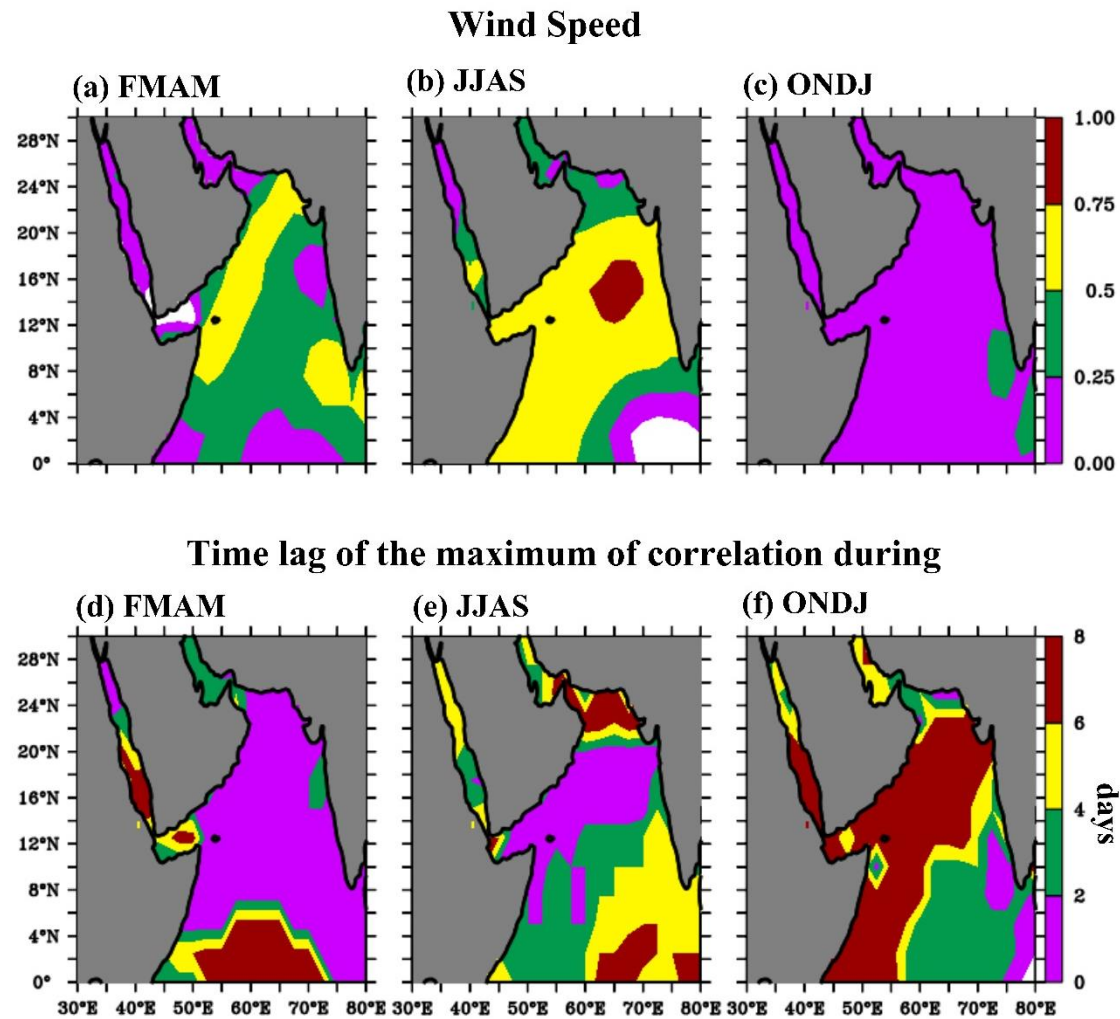 Wind Speed
(a) FMAM
(b) JJAS
(c) ONDJ
28°N
24°N
20°N
16°N
12°N
8°N
4°N
0°
1.00
0.75
0.5
0.25
0.00
Time lag of the maximum of correlation during
(d) FMAM
(e) JJAS
(f) ONDJ
28°N
24°N
20°N
16°N
12°N
8°N
4°N
0°
8
6
4
2
0
days
30°E 40°E 50°E 60°E 70°E 80°E 30°E 40°E 50°E 60°E 70°E 80°E 30°E 40°E 50°E 60°E 70°E 80°E